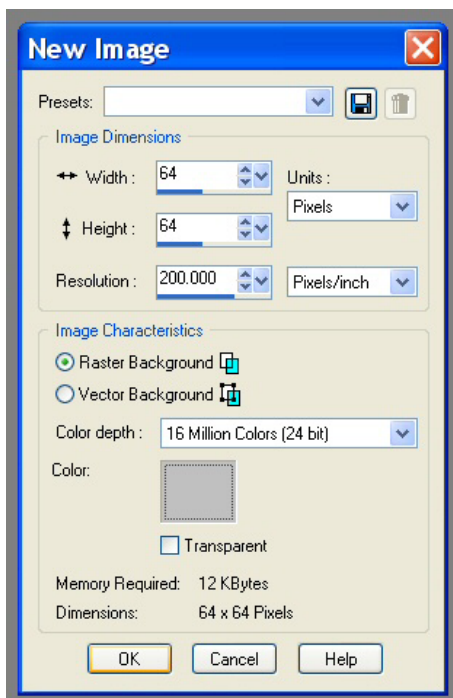 New Image
Presets:
Image Dimensions
Width : 64 Units :
Pixels
Height : 64
Resolution : 200.000 Pixels/inch
Image Characteristics
Raster Background
Vector Background
Color depth : 16 Million Colors (24 bit)
Color:
Transparent
Memory Required: 12 KBytes
Dimensions: 64 x 64 Pixels
OK Cancel Help